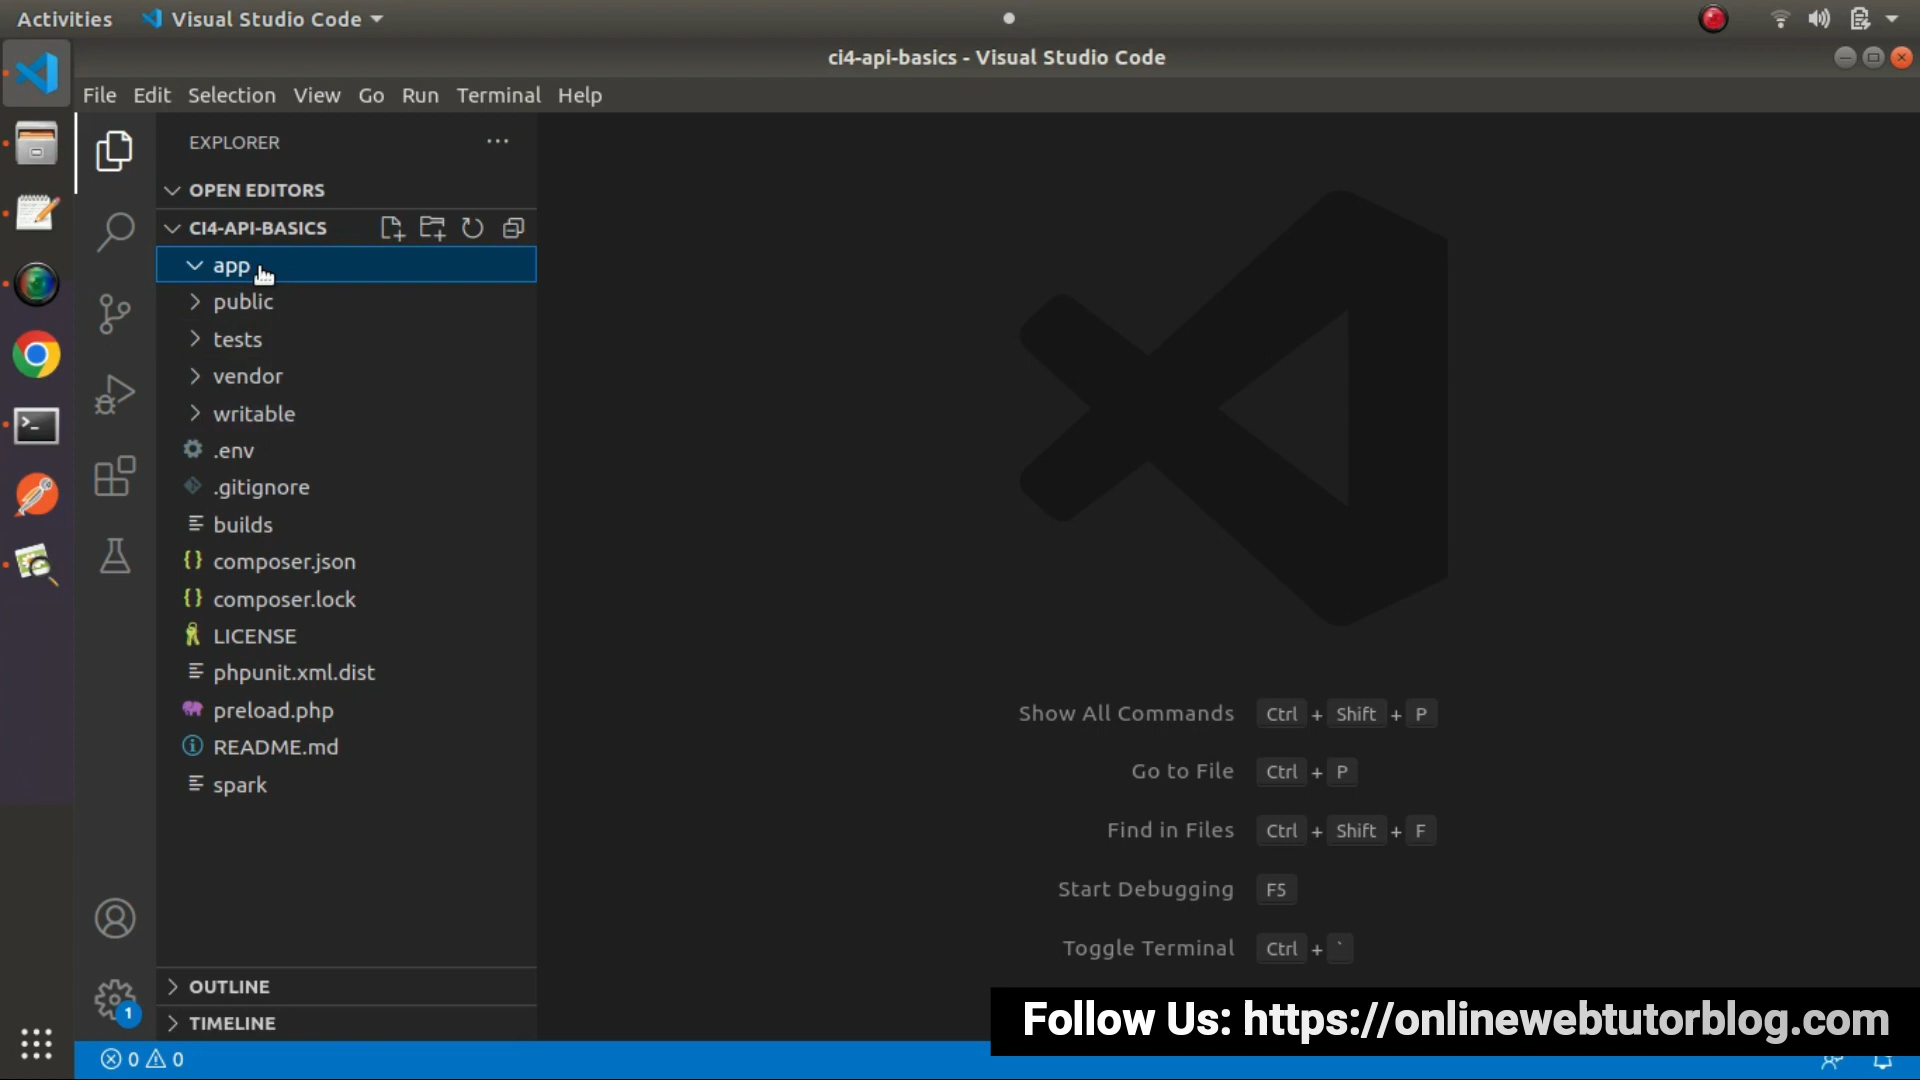 Activities Visual Studio Code
ci4-api-basics - Visual Studio Code
File Edit Selection View Go Run Terminal Help
EXPLORER
OPEN EDITORS
CI4-API-BASICS
app
public
tests
vendor
writable
.env
.gitignore
builds
composer.json
composer.lock
LICENSE
phpunit.xml.dist
preload.php
README.md
spark
Show All Commands Ctrl + Shift + P
Go to File Ctrl + P
Find in Files Ctrl + Shift + F
Start Debugging F5
Toggle Terminal Ctrl + `
OUTLINE
1
TIMELINE
Follow Us: https://onlinewebtutorblog.com
0 0